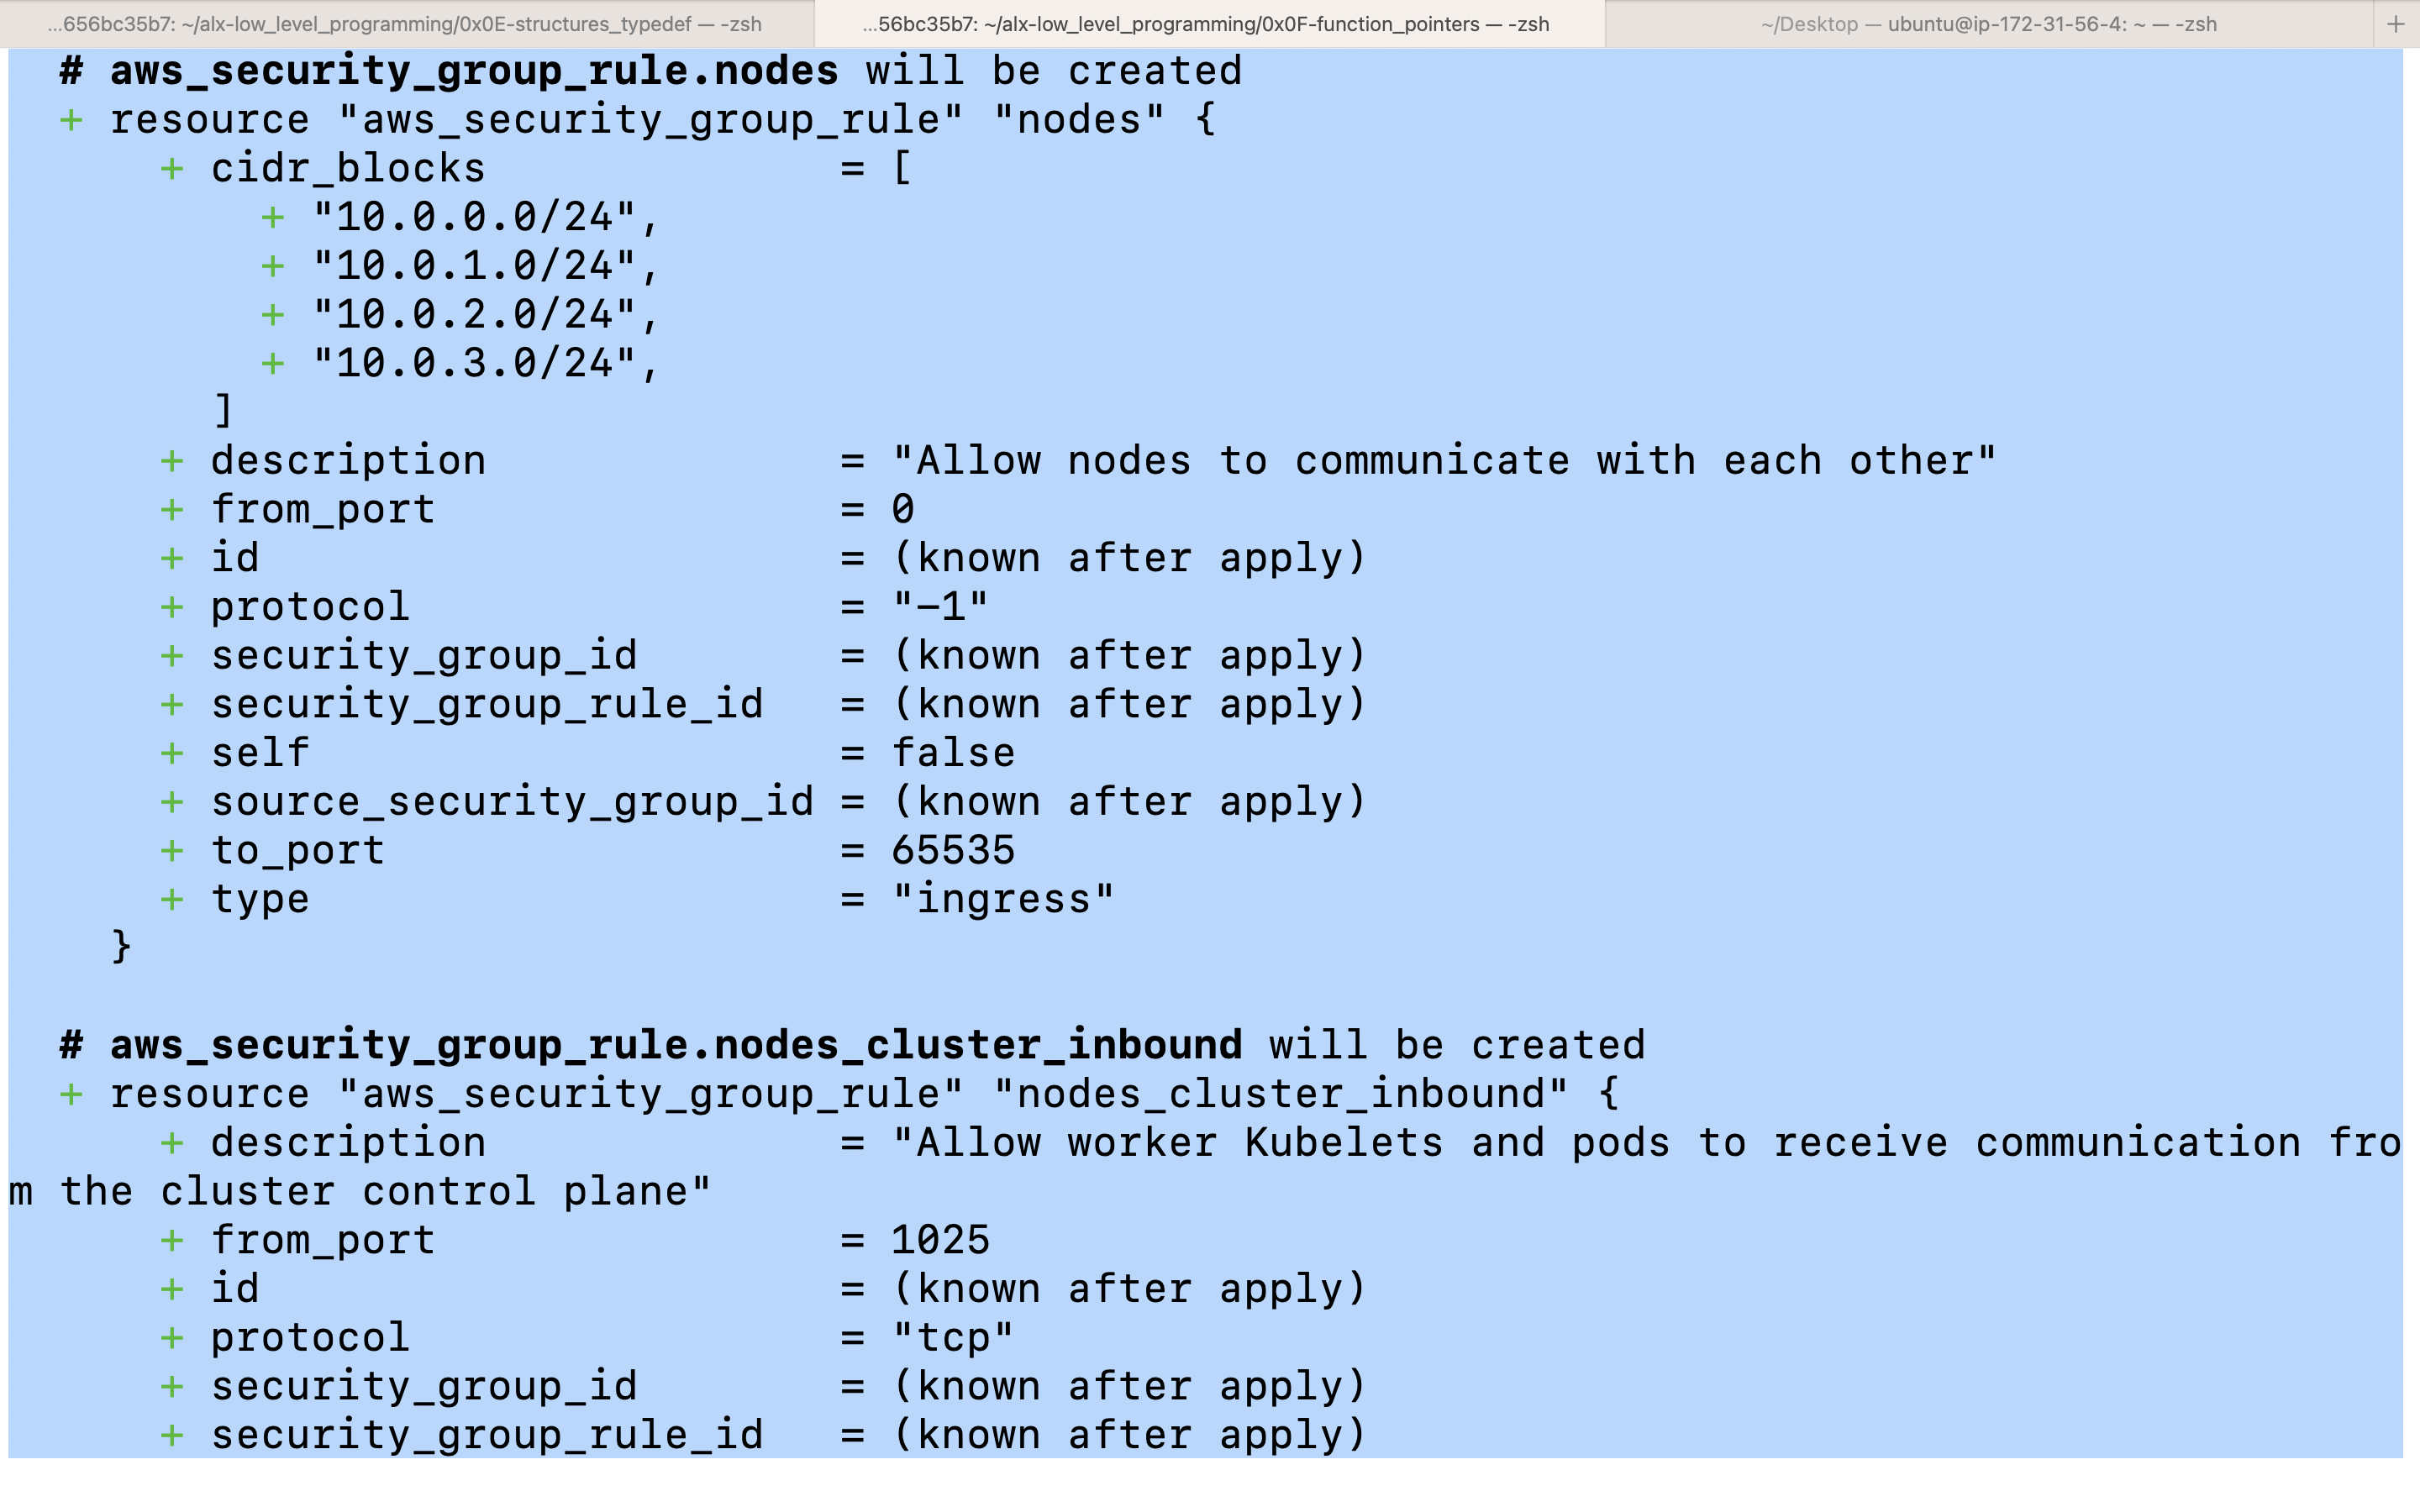 ...656bc35b7: ~/alx-low_level_programming/0x0E-structures_typedef — -zsh
...56bc35b7: ~/alx-low_level_programming/0x0F-function_pointers — -zsh
~/Desktop — ubuntu@ip-172-31-56-4: ~ — -zsh
+
# aws_security_group_rule.nodes will be created
+ resource "aws_security_group_rule" "nodes" {
+ cidr_blocks = [
+ "10.0.0.0/24",
+ "10.0.1.0/24",
+ "10.0.2.0/24",
+ "10.0.3.0/24",
]
+ description = "Allow nodes to communicate with each other"
+ from_port = 0
+ id = (known after apply)
+ protocol = "-1"
+ security_group_id = (known after apply)
+ security_group_rule_id = (known after apply)
+ self = false
+ source_security_group_id = (known after apply)
+ to_port = 65535
+ type = "ingress"
}
# aws_security_group_rule.nodes_cluster_inbound will be created
+ resource "aws_security_group_rule" "nodes_cluster_inbound" {
+ description = "Allow worker Kubelets and pods to receive communication fro
m the cluster control plane"
+ from_port = 1025
+ id = (known after apply)
+ protocol = "tcp"
+ security_group_id = (known after apply)
+ security_group_rule_id = (known after apply)